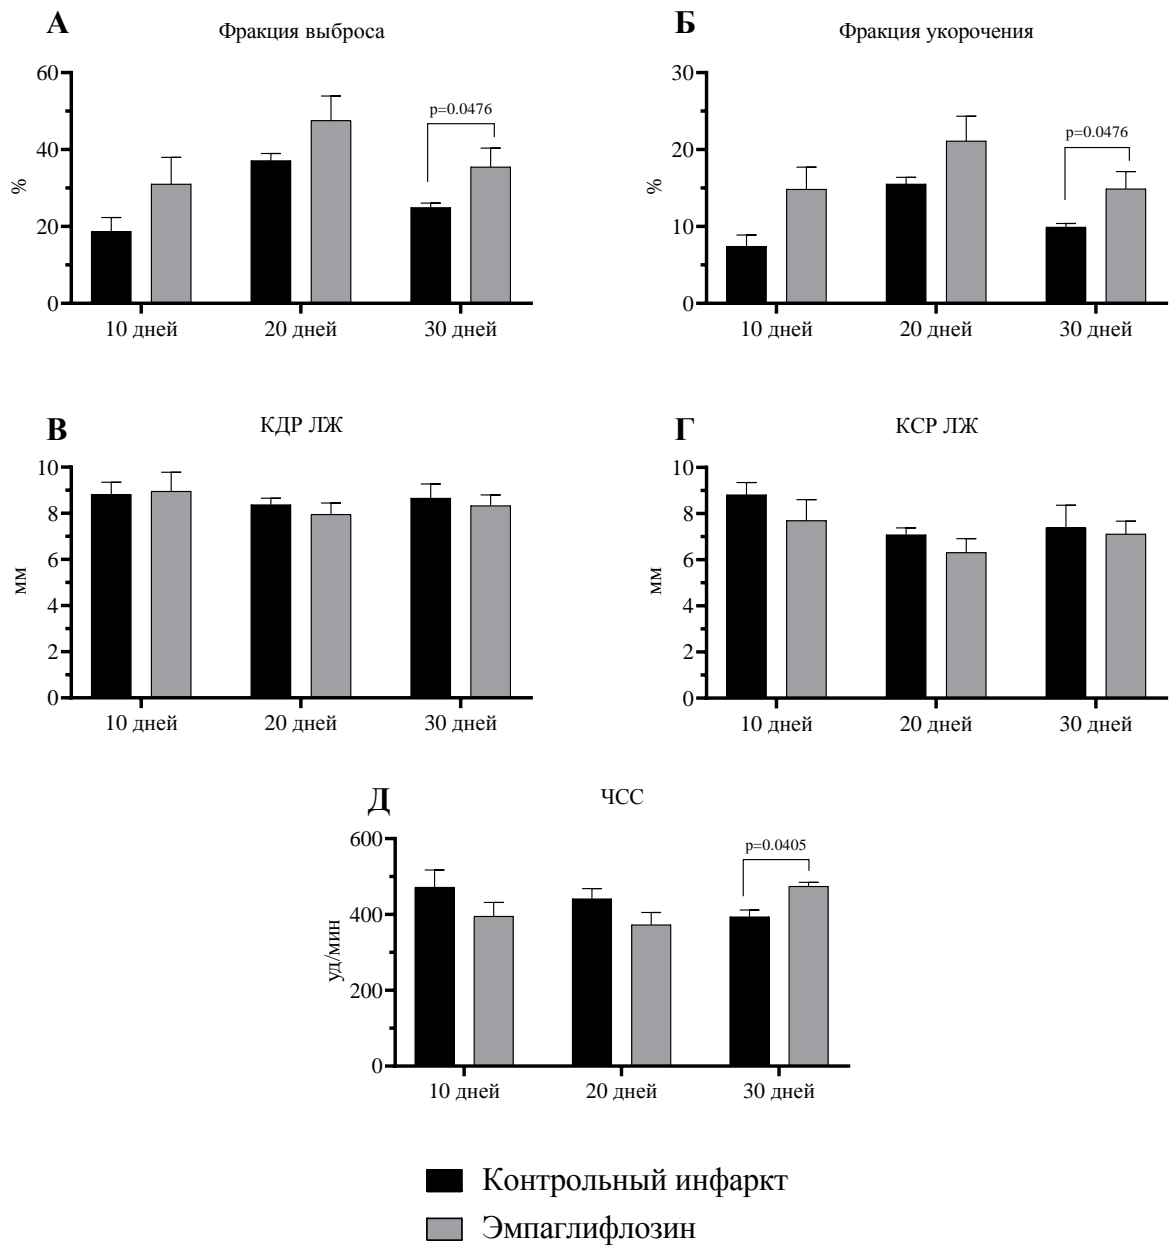 А
Фракция выброса
60
40
20
0
%
p=0.0476
10 дней
20 дней
30 дней
Б
Фракция укорочения
30
20
10
0
%
p=0.0476
10 дней
20 дней
30 дней
В
КДР ЛЖ
10
8
6
4
2
0
мм
10 дней
20 дней
30 дней
Г
КСР ЛЖ
10
8
6
4
2
0
мм
10 дней
20 дней
30 дней
Д
ЧСС
600
400
200
0
уд/мин
p=0.0405
10 дней
20 дней
30 дней
Контрольный инфаркт
Эмпаглифлозин